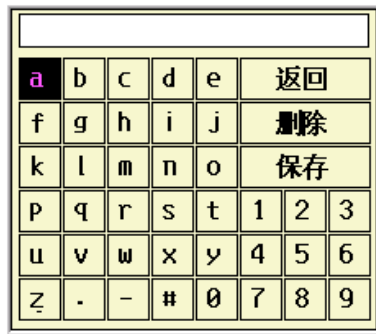 a b c d e 返回
f g h i j 删除
k l m n o 保存
p q r s t 1 2 3
u v w x y 4 5 6
z . - # 0 7 8 9